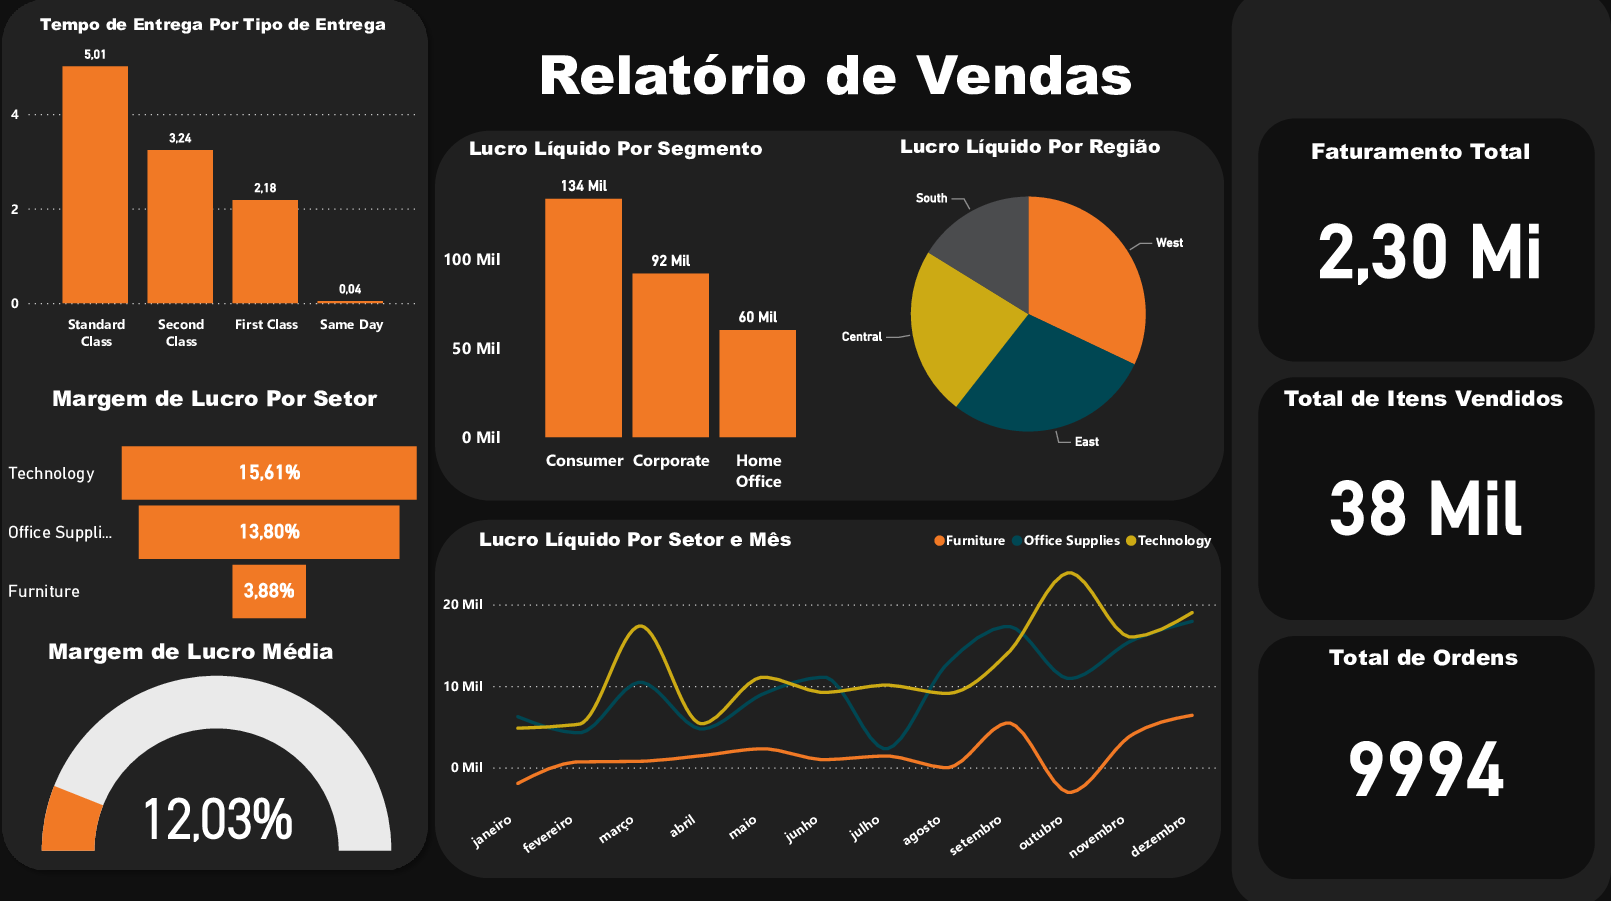 Relatório de Vendas
Tempo de Entrega Por Tipo de Entrega
5,01
4
3,24
2,18
2
0,04
0
Standard
Class
Second
Class
First Class
Same Day
Margem de Lucro Por Setor
Technology
15,61%
Office Suppli...
13,80%
Furniture
3,88%
Margem de Lucro Média
12,03%
Lucro Líquido Por Segmento
134 Mil
100 Mil
92 Mil
60 Mil
50 Mil
0 Mil
Consumer
Corporate
Home
Office
Lucro Líquido Por Região
South
West
Central
East
Lucro Líquido Por Setor e Mês
Furniture
Office Supplies
Technology
20 Mil
10 Mil
0 Mil
janeiro
fevereiro
março
abril
maio
junho
julho
agosto
setembro
outubro
novembro
dezembro
Faturamento Total
2,30 Mi
Total de Itens Vendidos
38 Mil
Total de Ordens
9994